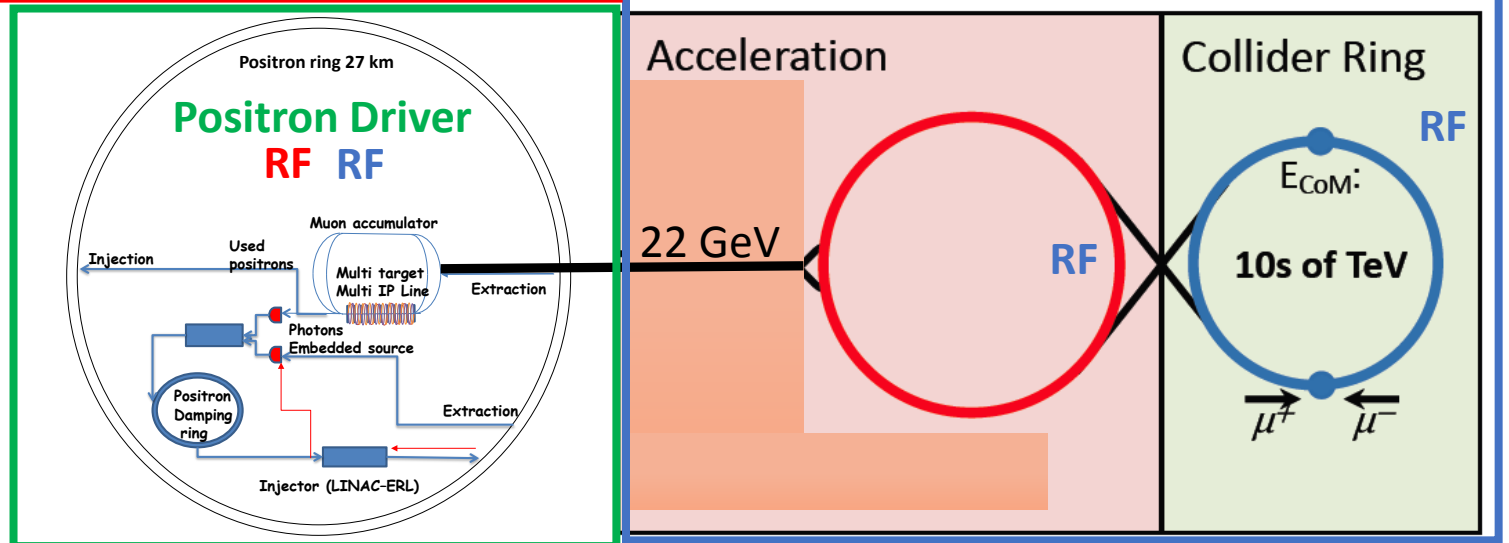 Positron ring 27 km
Positron Driver
RF RF
Muon accumulator
Injection
Used
positrons
Multi target
Multi IP Line
Extraction
Photons
Embedded source
Positron
Damping
ring
Extraction
Injector (LINAC-ERL)
Acceleration
22 GeV
RF
Collider Ring
RF
E_CoM:
10s of TeV
μ⁺ μ⁻